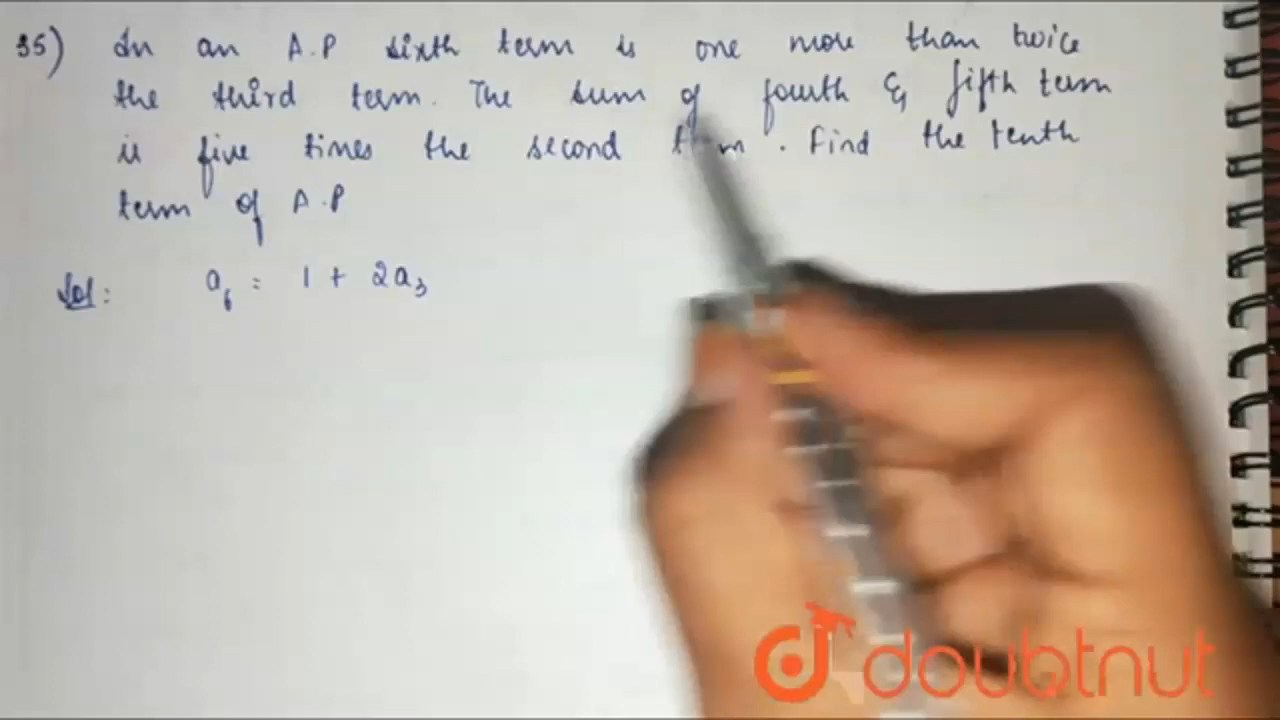 35) In an A.P sixth term is one more than twice
the third term. The sum of fourth & fifth term
is five times the second term . Find the tenth
term of A.P
Sol: a₆ = 1 + 2a₃
doubtnut